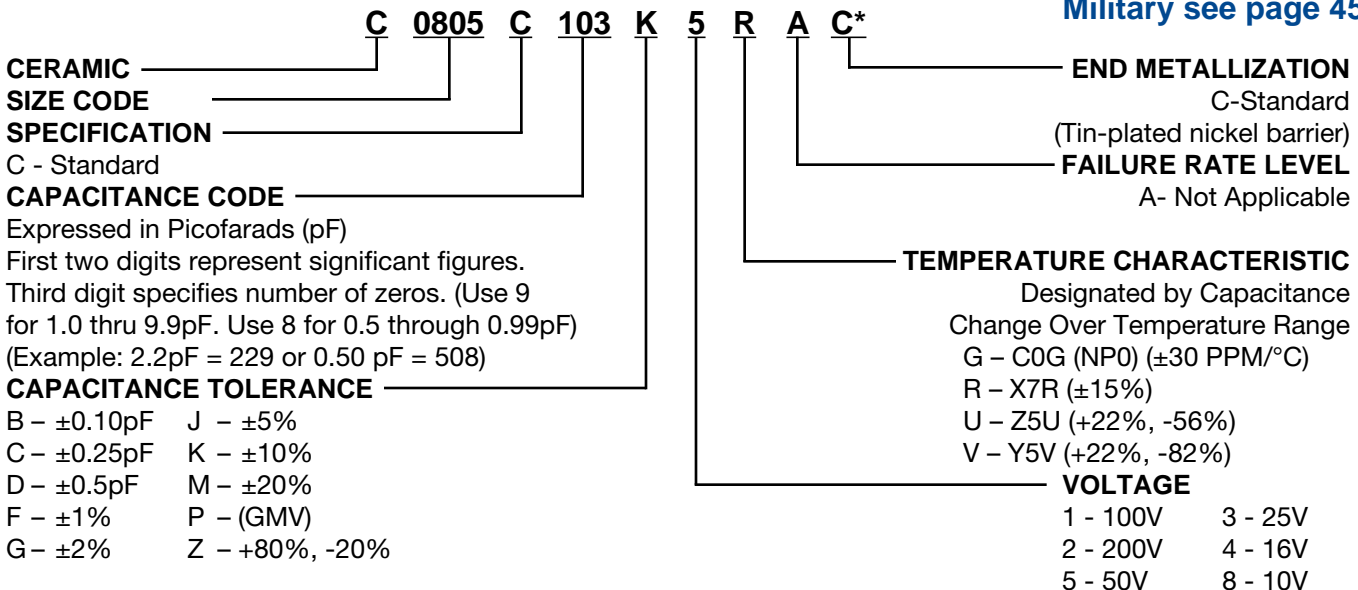 Military see page 45
C 0805 C 103 K 5 R A C*
CERAMIC
SIZE CODE
SPECIFICATION
C - Standard
CAPACITANCE CODE
Expressed in Picofarads (pF)
First two digits represent significant figures.
Third digit specifies number of zeros. (Use 9
for 1.0 thru 9.9pF. Use 8 for 0.5 through 0.99pF)
(Example: 2.2pF = 229 or 0.50 pF = 508)
CAPACITANCE TOLERANCE
B – ±0.10pF J – ±5%
C – ±0.25pF K – ±10%
D – ±0.5pF M – ±20%
F – ±1% P – (GMV)
G – ±2% Z – +80%, -20%
END METALLIZATION
C-Standard
(Tin-plated nickel barrier)
FAILURE RATE LEVEL
A- Not Applicable
TEMPERATURE CHARACTERISTIC
Designated by Capacitance
Change Over Temperature Range
G – C0G (NP0) (±30 PPM/°C)
R – X7R (±15%)
U – Z5U (+22%, -56%)
V – Y5V (+22%, -82%)
VOLTAGE
1 - 100V 3 - 25V
2 - 200V 4 - 16V
5 - 50V 8 - 10V